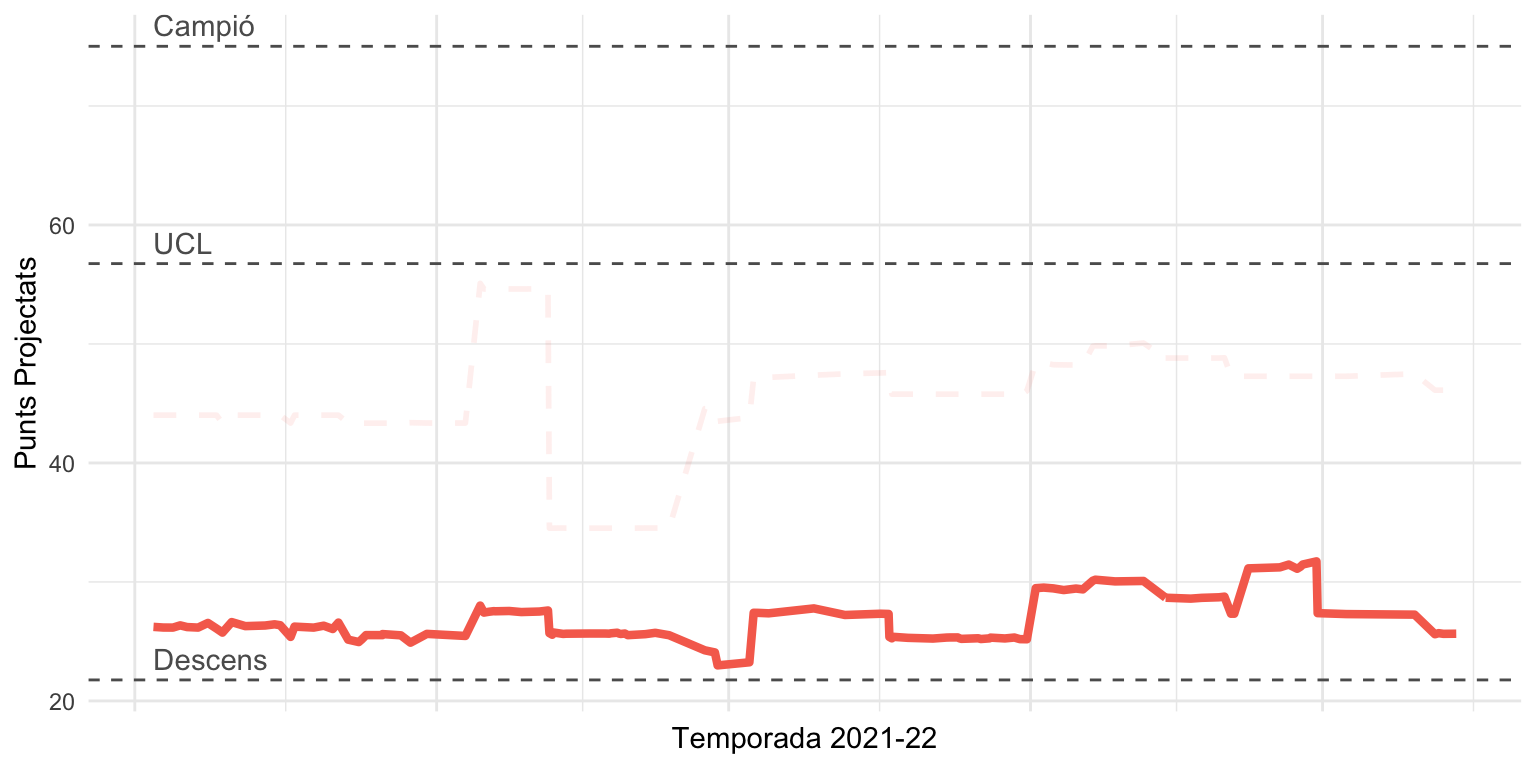 Campió
60
UCL
Punts Projectats
40
Descens
20
Temporada 2021-22